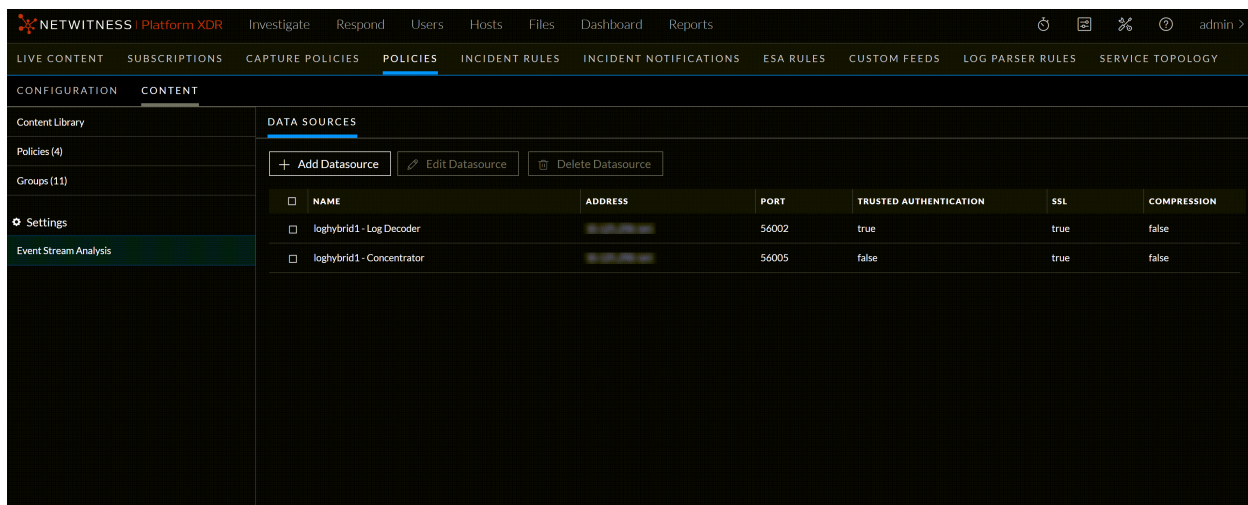 NETWITNESS | Platform XDR Investigate Respond Users Hosts Files Dashboard Reports admin >
LIVE CONTENT SUBSCRIPTIONS CAPTURE POLICIES POLICIES INCIDENT RULES INCIDENT NOTIFICATIONS ESA RULES CUSTOM FEEDS LOG PARSER RULES SERVICE TOPOLOGY
CONFIGURATION CONTENT
Content Library
Policies (4)
Groups (11)
Settings
Event Stream Analysis
DATA SOURCES
+ Add Datasource Edit Datasource Delete Datasource
NAME ADDRESS PORT TRUSTED AUTHENTICATION SSL COMPRESSION
loghybrid1 - Log Decoder 56002 true true false
loghybrid1 - Concentrator 56005 false true false